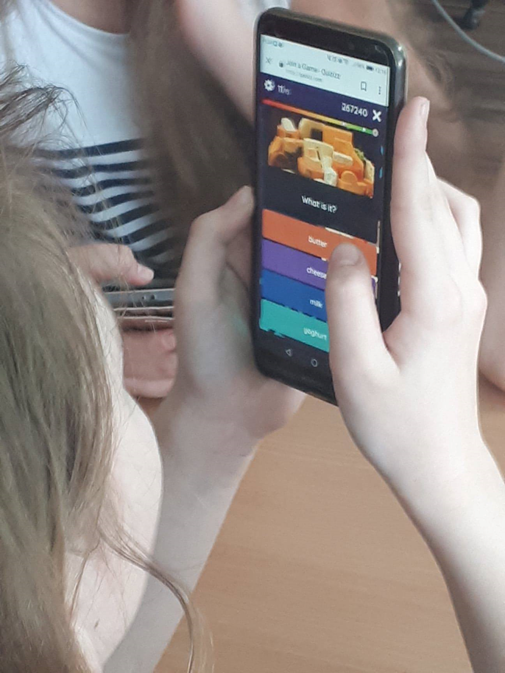 Join a Game - Quizizz
267240
What is it?
Butter
cheese
milk
yoghurt